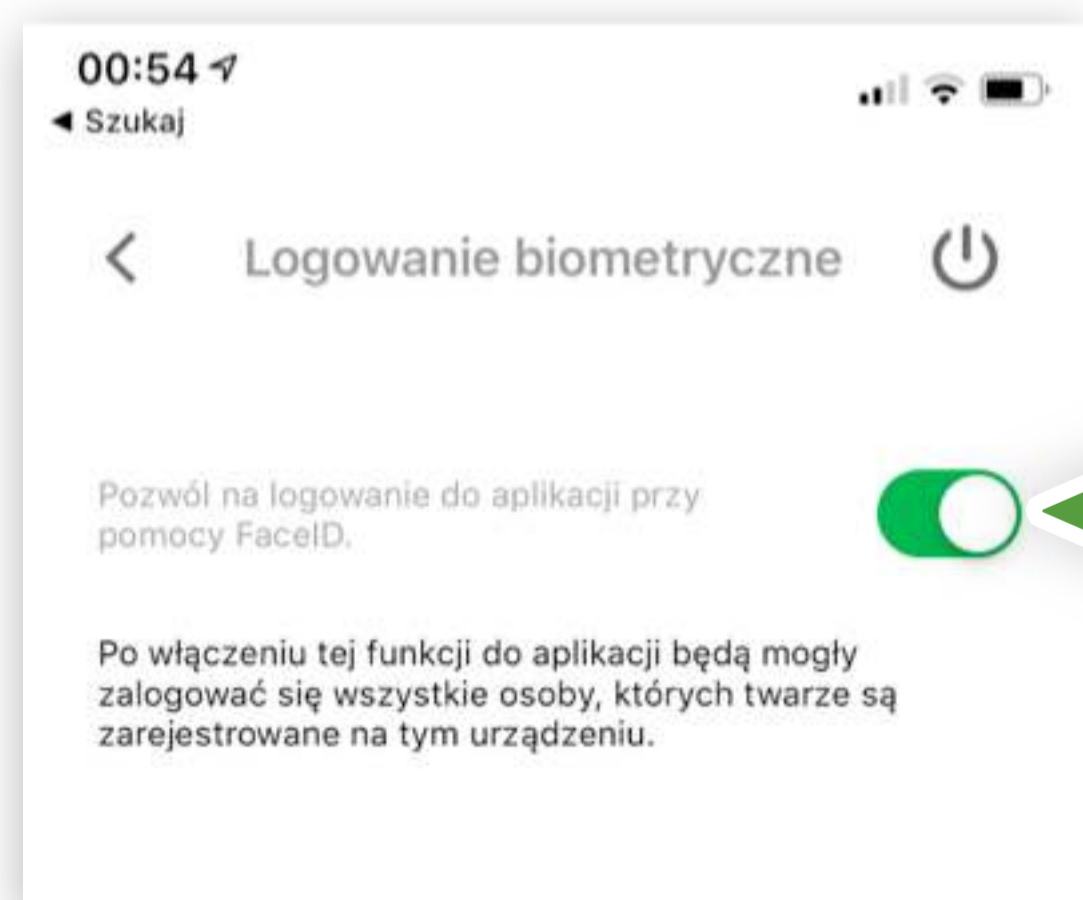 00:54
Szukaj
Logowanie biometryczne
Pozwól na logowanie do aplikacji przy
pomocy FaceID.
Po włączeniu tej funkcji do aplikacji będą mogły
zalogować się wszystkie osoby, których twarze są
zarejestrowane na tym urządzeniu.